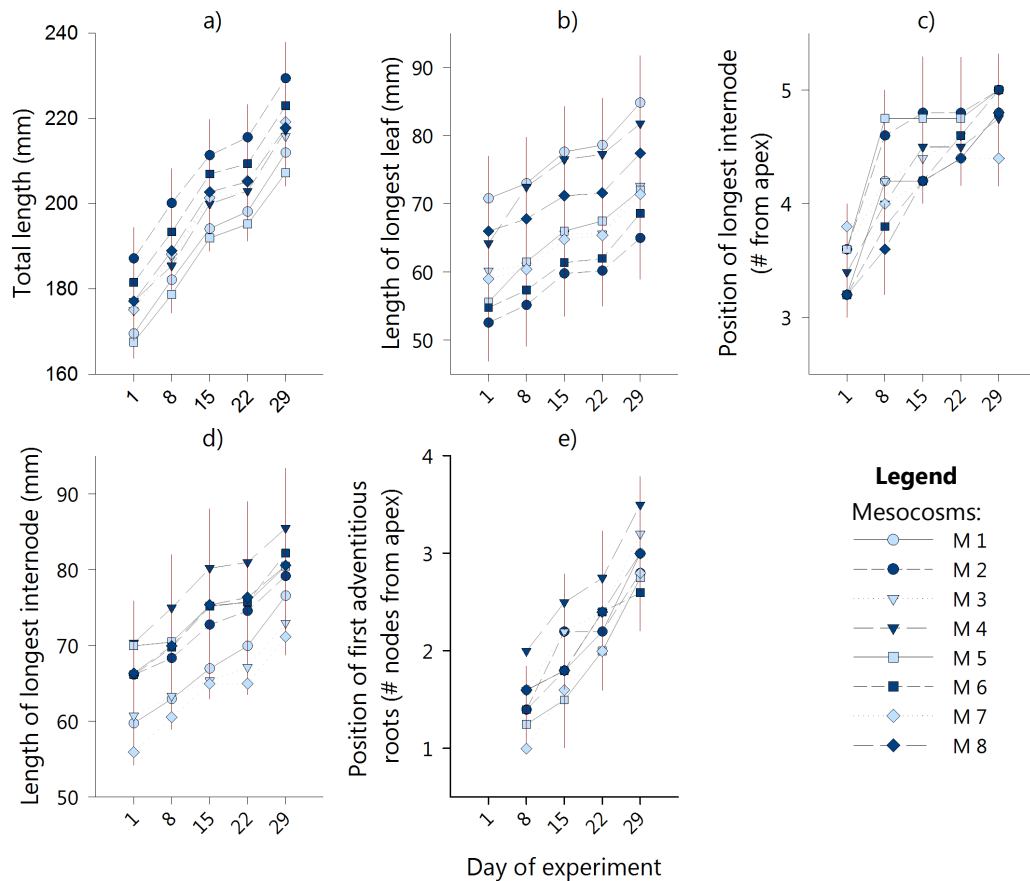 a)
Total length (mm)
240
220
200
180
160
1
8
15
22
29
b)
Length of longest leaf (mm)
90
80
70
60
50
1
8
15
22
29
c)
Position of longest internode
(# from apex)
5
4
3
1
8
15
22
29
d)
Length of longest internode (mm)
90
80
70
60
50
1
8
15
22
29
e)
Position of first adventitious
roots (# nodes from apex)
4
3
2
1
1
8
15
22
29
Day of experiment
Legend
Mesocosms:
M 1
M 2
M 3
M 4
M 5
M 6
M 7
M 8